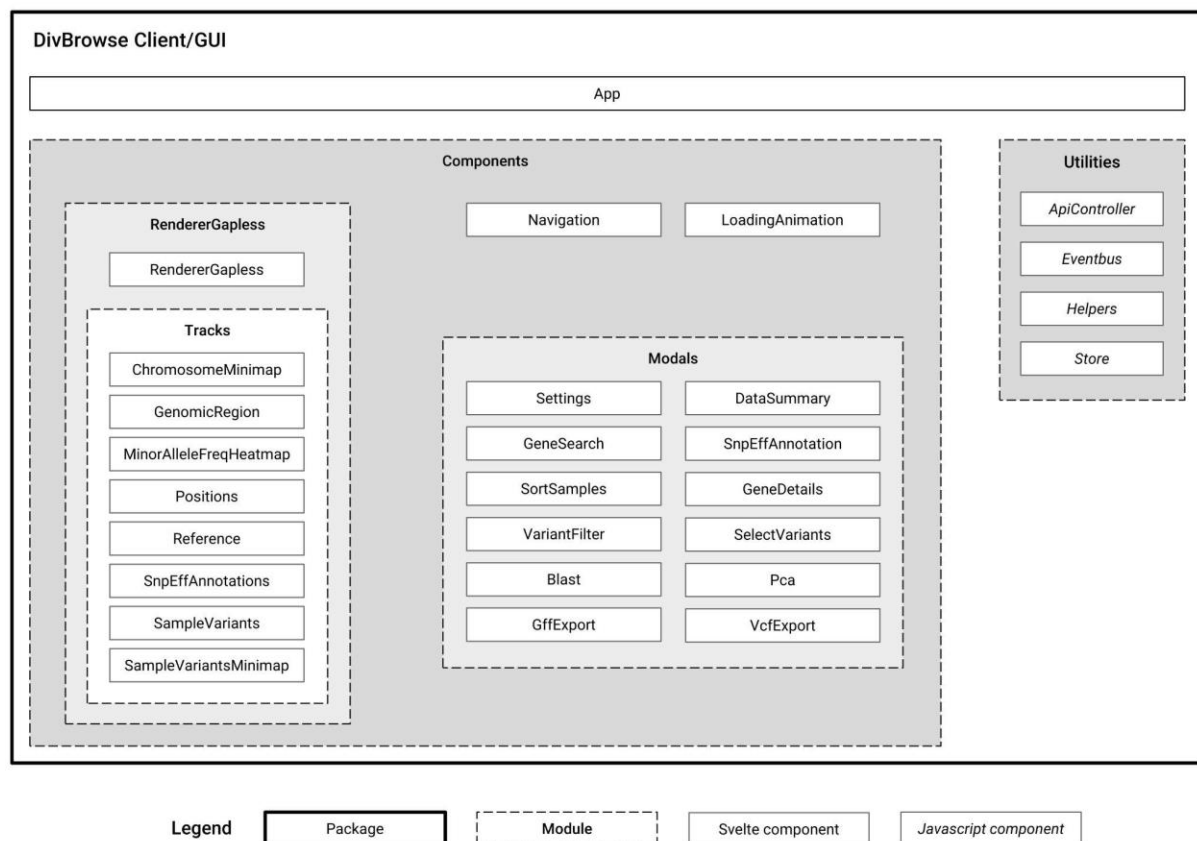 DivBrowse Client/GUI
App
Components
RendererGapless
RendererGapless
Tracks
ChromosomeMinimap
GenomicRegion
MinorAlleleFreqHeatmap
Positions
Reference
SnpEffAnnotations
SampleVariants
SampleVariantsMinimap
Navigation
LoadingAnimation
Modals
Settings
DataSummary
GeneSearch
SnpEffAnnotation
SortSamples
GeneDetails
VariantFilter
SelectVariants
Blast
Pca
GffExport
VcfExport
Utilities
ApiController
Eventbus
Helpers
Store
Legend
Package
Module
Svelte component
Javascript component